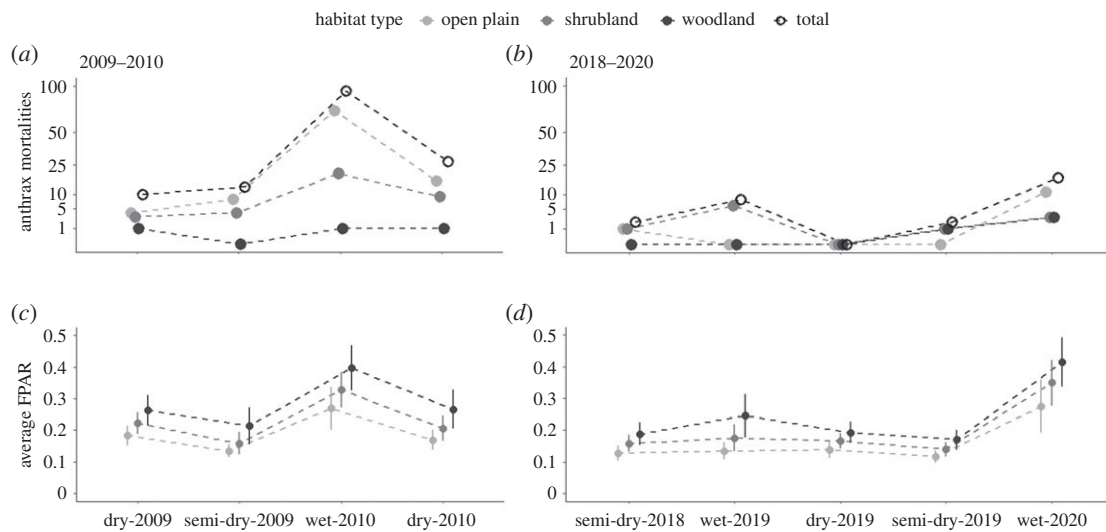 habitat type open plain shrubland woodland total
(a) 2009–2010
(b) 2018–2020
anthrax mortalities
100
50
25
10
5
1
100
50
25
10
5
1
(c)
(d)
average FPAR
0.5
0.4
0.3
0.2
0.1
0
0.5
0.4
0.3
0.2
0.1
0
dry-2009 semi-dry-2009 wet-2010 dry-2010
semi-dry-2018 wet-2019 dry-2019 semi-dry-2019 wet-2020